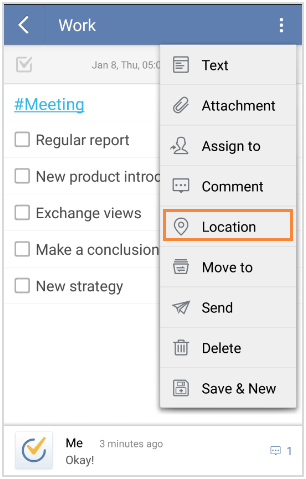 Work
Jan 8, Thu, 05:0
#Meeting
Regular report
New product introd
Exchange views
Make a conclusion
New strategy
Text
Attachment
Assign to
Comment
Location
Move to
Send
Delete
Save & New
Me 3 minutes ago
Okay!
1